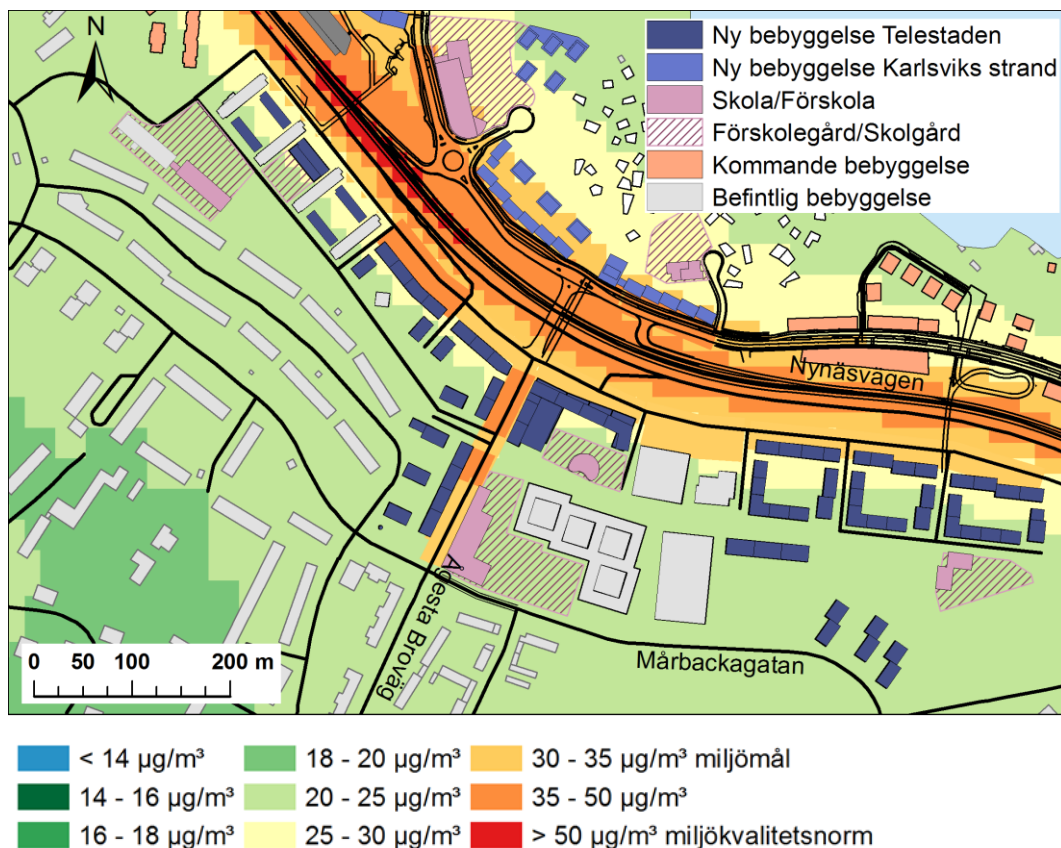 N
Ny bebyggelse Telestaden
Ny bebyggelse Karlsviks strand
Skola/Förskola
Förskolegård/Skolgård
Kommande bebyggelse
Befintlig bebyggelse
Nynäsvägen
Ågesta Broväg
Mårbackagatan
0 50 100 200 m
< 14 µg/m³
14 - 16 µg/m³
16 - 18 µg/m³
18 - 20 µg/m³
20 - 25 µg/m³
25 - 30 µg/m³
30 - 35 µg/m³ miljömål
35 - 50 µg/m³
> 50 µg/m³ miljökvalitetsnorm